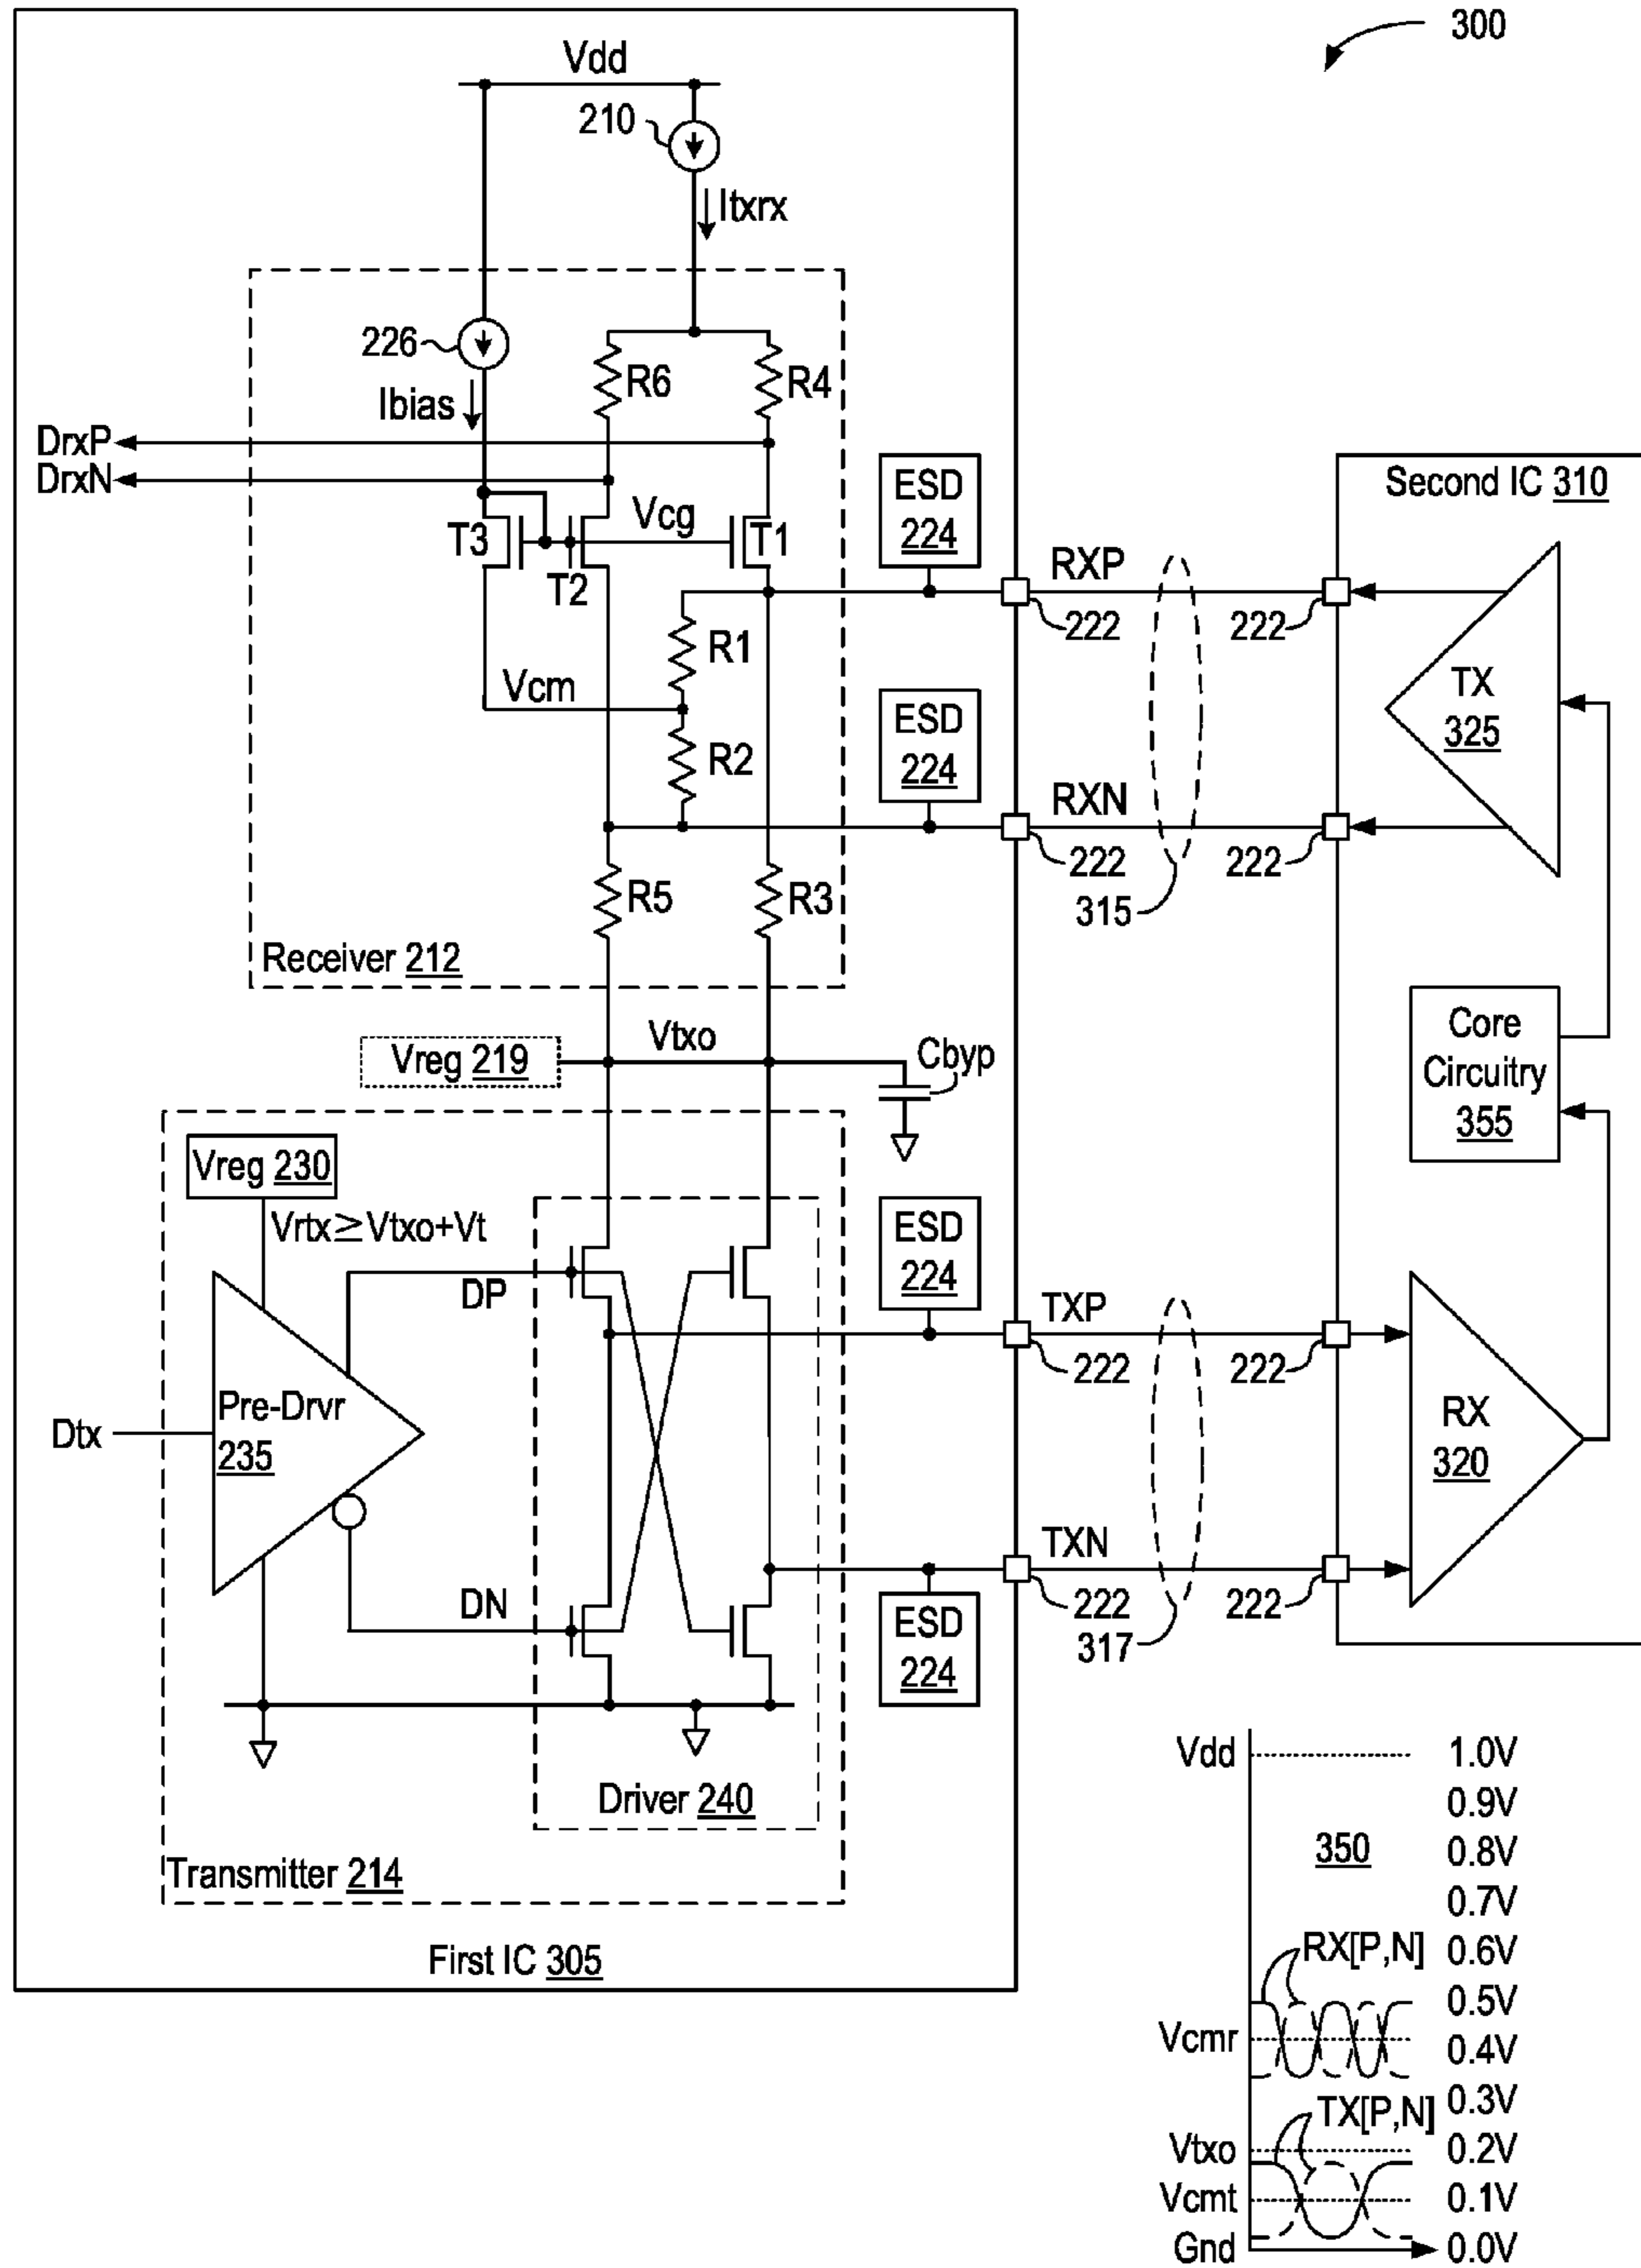 300
Vdd
210
Itxrx
226
R6
R4
Ibias
DrxP
DrxN
ESD
224
Second IC 310
Vcg
T3
T1
T2
RXP
222
222
R1
TX
325
Vcm
ESD
224
R2
RXN
222
222
R5
R3
315
Receiver 212
Core
Circuitry
355
Vtxo
Vreg 219
Cbyp
Vreg 230
Vrtx≥Vtxo+Vt
ESD
224
DP
TXP
222
222
Pre-Drvr
235
Dtx
RX
320
TXN
DN
222
222
ESD
224
317
Driver 240
Transmitter 214
First IC 305
Vdd
1.0V
0.9V
350
0.8V
0.7V
RX[P,N]
0.6V
0.5V
Vcmr
0.4V
0.3V
TX[P,N]
Vtxo
0.2V
Vcmt
0.1V
Gnd
0.0V